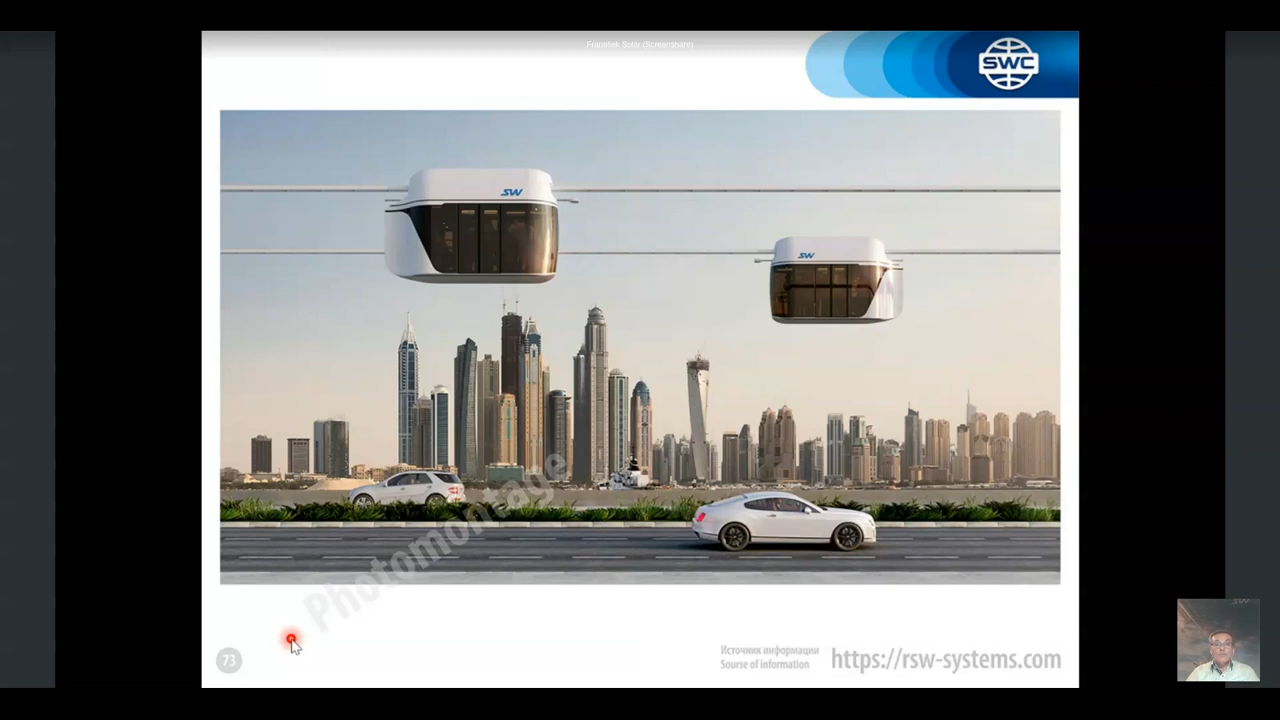 SWC
SW
SW
Photomontage
73
Источник информации
Sourse of information
https://rsw-systems.com